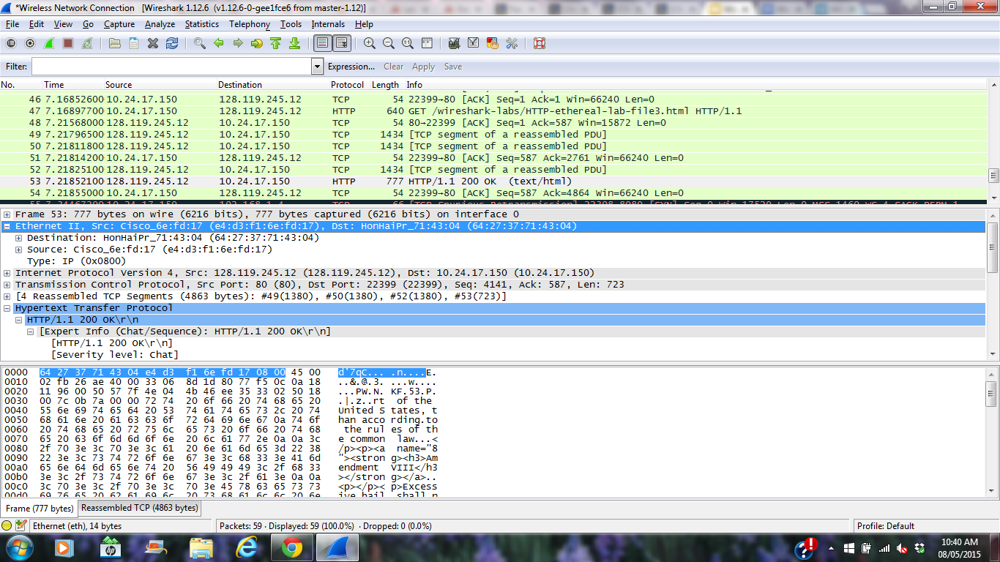 *Wireless Network Connection [Wireshark 1.12.6 (v1.12.6-0-gee1fce6 from master-1.12)]
File Edit View Go Capture Analyze Statistics Telephony Tools Internals Help
Filter: Expression... Clear Apply Save
No. Time Source Destination Protocol Length Info
46 7.16852600 10.24.17.150 128.119.245.12 TCP 54 22399→80 [ACK] Seq=1 Ack=1 Win=66240 Len=0
47 7.16897700 10.24.17.150 128.119.245.12 HTTP 640 GET /wireshark-labs/HTTP-ethereal-lab-file3.html HTTP/1.1
48 7.21568000 128.119.245.12 10.24.17.150 TCP 54 80→22399 [ACK] Seq=1 Ack=587 Win=15872 Len=0
49 7.21796500 128.119.245.12 10.24.17.150 TCP 1434 [TCP segment of a reassembled PDU]
50 7.21811800 128.119.245.12 10.24.17.150 TCP 1434 [TCP segment of a reassembled PDU]
51 7.21814200 10.24.17.150 128.119.245.12 TCP 54 22399→80 [ACK] Seq=587 Ack=2761 Win=66240 Len=0
52 7.21825100 128.119.245.12 10.24.17.150 TCP 1434 [TCP segment of a reassembled PDU]
53 7.21852000 128.119.245.12 10.24.17.150 HTTP 777 HTTP/1.1 200 OK (text/html)
54 7.21855000 10.24.17.150 128.119.245.12 TCP 54 22399→80 [ACK] Seq=587 Ack=4864 Win=66240 Len=0
Frame 53: 777 bytes on wire (6216 bits), 777 bytes captured (6216 bits) on interface 0
Ethernet II, Src: Cisco_6e:fd:17 (e4:d3:f1:6e:fd:17), Dst: HonHaiPr_71:43:04 (64:27:37:71:43:04)
Destination: HonHaiPr_71:43:04 (64:27:37:71:43:04)
Source: Cisco_6e:fd:17 (e4:d3:f1:6e:fd:17)
Type: IP (0x0800)
Internet Protocol Version 4, Src: 128.119.245.12 (128.119.245.12), Dst: 10.24.17.150 (10.24.17.150)
Transmission Control Protocol, Src Port: 80 (80), Dst Port: 22399 (22399), Seq: 4141, Ack: 587, Len: 723
[4 Reassembled TCP Segments (4863 bytes): #49(1380), #50(1380), #52(1380), #53(723)]
Hypertext Transfer Protocol
HTTP/1.1 200 OK\r\n
[Expert Info (Chat/Sequence): HTTP/1.1 200 OK\r\n]
[HTTP/1.1 200 OK\r\n]
[Severity level: Chat]
0000 64 27 37 71 43 04 e4 d3 f1 6e fd 17 08 00 45 00 d'7qC... .n....E.
0010 02 fb 26 ae 40 00 33 06 8d 1d 80 77 f5 0c 0a 18 ..&.@.3. ...w....
0020 11 96 00 50 57 7f 4e 04 4b 46 ee 35 33 02 50 18 ...PW.N. KF.53.P.
0030 00 7c 0b 7a 00 00 72 74 20 6f 66 20 74 68 65 20 .|.z..rt of the
0040 55 6e 69 74 65 64 20 53 74 61 74 65 73 2c 20 74 United S tates, t
0050 68 61 6e 20 61 63 63 6f 72 64 69 6e 67 0a 74 6f han acco rding.to
0060 20 74 68 65 20 72 75 6c 65 73 20 6f 66 20 74 68 the rul es of th
0070 65 20 63 6f 6d 6d 6f 6e 20 6c 61 77 2e 0a 0a 3c e common law...<
0080 2f 70 3e 3c 70 3e 3c 61 20 6e 61 6d 65 3d 22 38 /p><p><a name="8
0090 22 3e 3c 73 74 72 6f 6e 67 3e 3c 68 33 3e 41 6d "><stron g><h3>Am
00a0 65 6e 64 6d 65 6e 74 20 56 49 49 49 3c 2f 68 33 endment VIII</h3
00b0 3e 3c 2f 73 74 72 6f 6e 67 3e 3c 2f 61 3e 0a 0a ></stron g></a>..
00c0 3c 70 3e 3c 2f 70 3e 3c 70 3e 45 78 63 65 73 73 <p></p>< p>Excess
00d0 69 76 65 20 62 61 69 6c 20 73 68 61 6c 6c 20 6e ive bail shall n
Frame (777 bytes) Reassembled TCP (4863 bytes)
Ethernet (eth), 14 bytes Packets: 59 · Displayed: 59 (100.0%) · Dropped: 0 (0.0%) Profile: Default
10:40 AM
08/05/2015